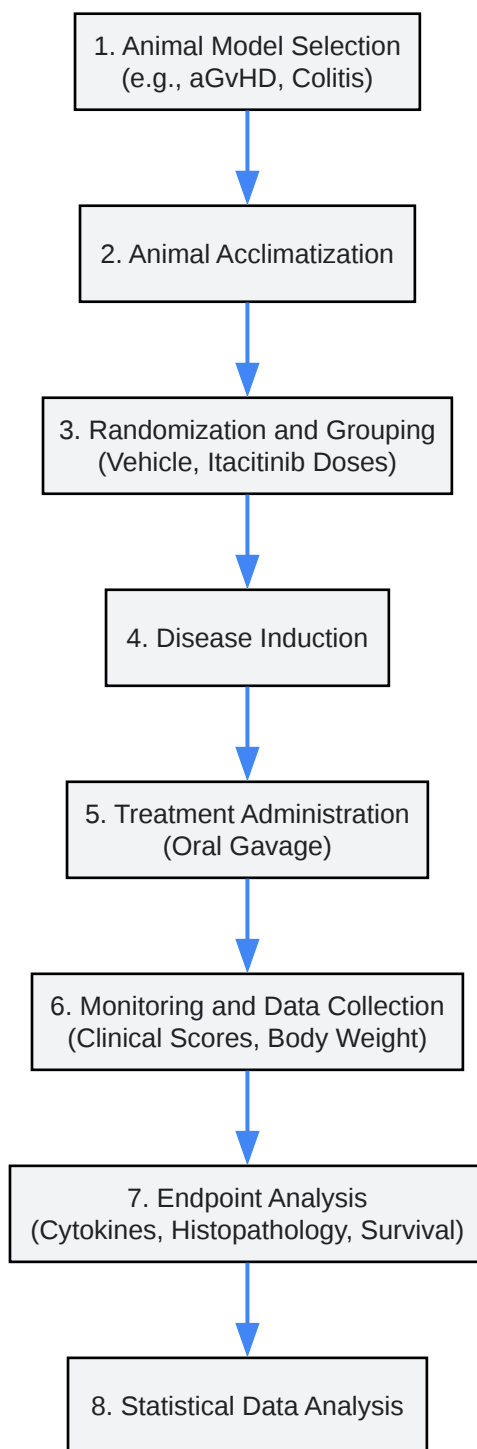 1. Animal Model Selection
(e.g., aGvHD, Colitis)
2. Animal Acclimatization
3. Randomization and Grouping
(Vehicle, Itacitinib Doses)
4. Disease Induction
5. Treatment Administration
(Oral Gavage)
6. Monitoring and Data Collection
(Clinical Scores, Body Weight)
7. Endpoint Analysis
(Cytokines, Histopathology, Survival)
8. Statistical Data Analysis